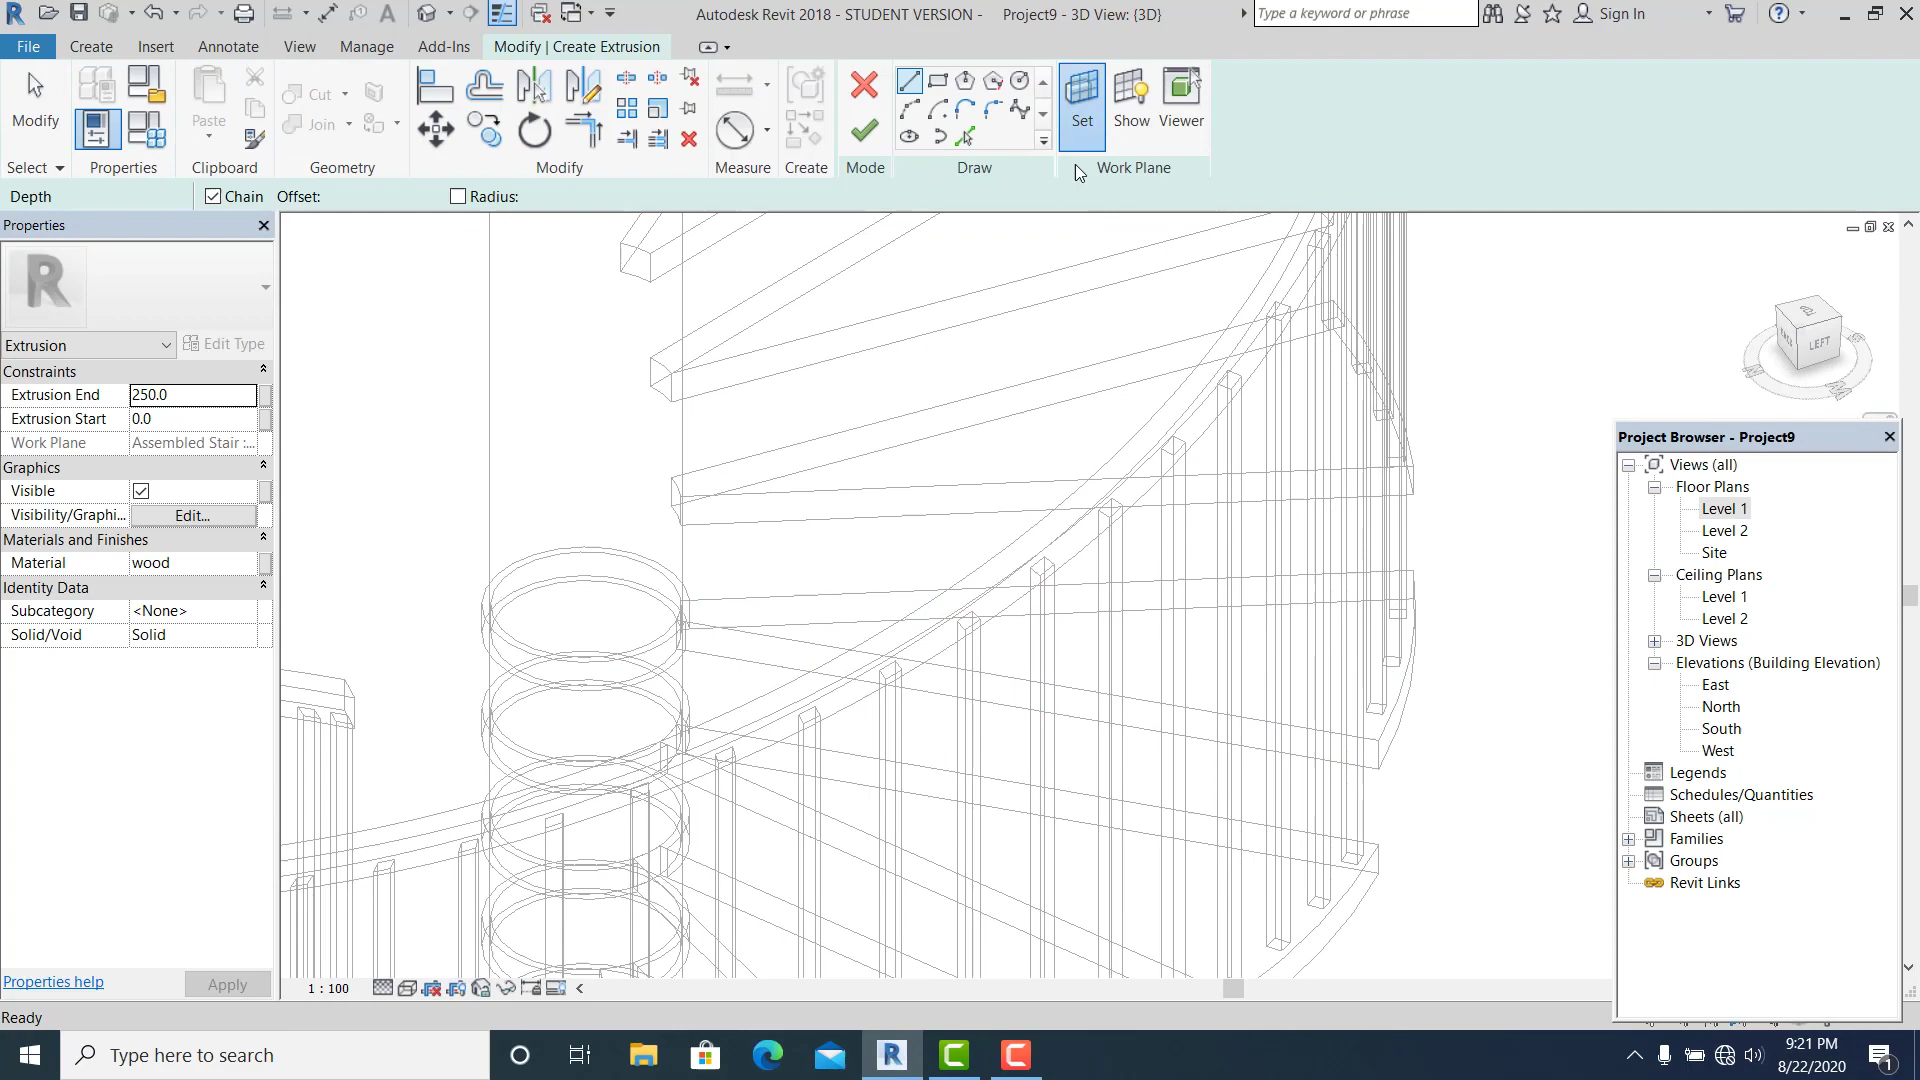 Autodesk Revit 2018 - STUDENT VERSION - Project9 - 3D View: {3D}
Type a keyword or phrase
Sign In
File Create Insert Annotate View Manage Add-Ins Modify | Create Extrusion
Modify
Paste
Cut
Join
Set Show Viewer
Select Properties Clipboard Geometry Modify Measure Create Mode Draw Work Plane
Depth Chain Offset: Radius:
Properties
R
Extrusion Edit Type
Constraints
Extrusion End 250.0
Extrusion Start 0.0
Work Plane Assembled Stair :...
Graphics
Visible
Visibility/Graphi... Edit...
Materials and Finishes
Material wood
Identity Data
Subcategory <None>
Solid/Void Solid
Properties help Apply
LEFT
Project Browser - Project9
Views (all)
Floor Plans
Level 1
Level 2
Site
Ceiling Plans
Level 1
Level 2
3D Views
Elevations (Building Elevation)
East
North
South
West
Legends
Schedules/Quantities
Sheets (all)
Families
Groups
Revit Links
1 : 100
Ready
Type here to search
9:21 PM
8/22/2020
1